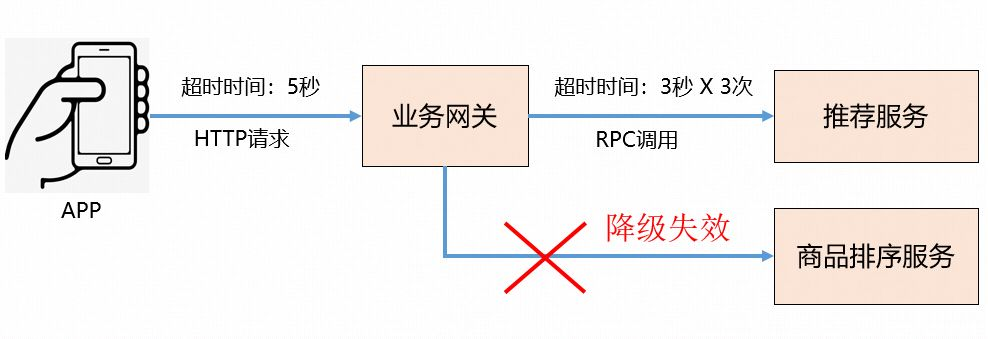 超时时间：5秒
HTTP请求
APP
业务网关
超时时间：3秒 X 3次
RPC调用
推荐服务
降级失效
商品排序服务